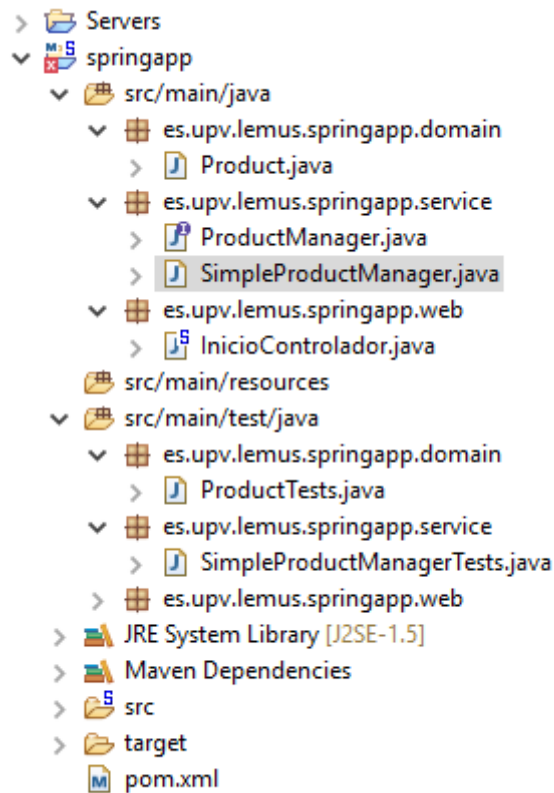 Servers
springapp
src/main/java
es.upv.lemus.springapp.domain
Product.java
es.upv.lemus.springapp.service
ProductManager.java
SimpleProductManager.java
es.upv.lemus.springapp.web
InicioControlador.java
src/main/resources
src/main/test/java
es.upv.lemus.springapp.domain
ProductTests.java
es.upv.lemus.springapp.service
SimpleProductManagerTests.java
es.upv.lemus.springapp.web
JRE System Library [J2SE-1.5]
Maven Dependencies
src
target
pom.xml